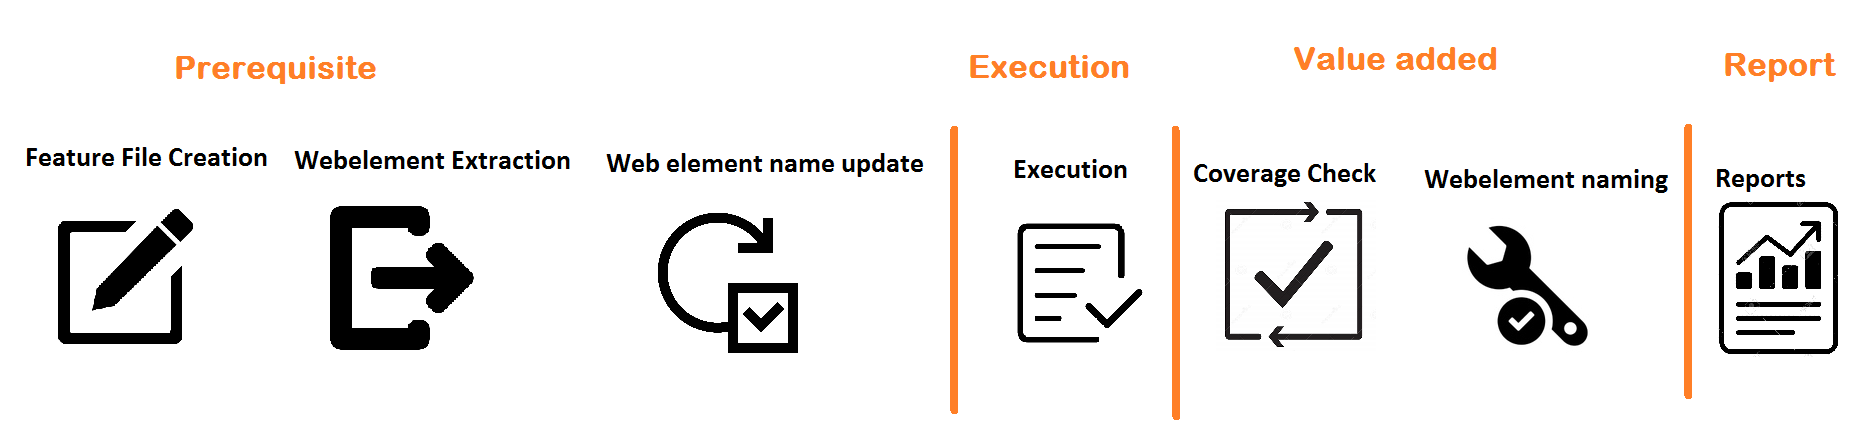 Prerequisite
Execution
Value added
Report
Feature File Creation
Webelement Extraction
Web element name update
Execution
Coverage Check
Webelement naming
Reports